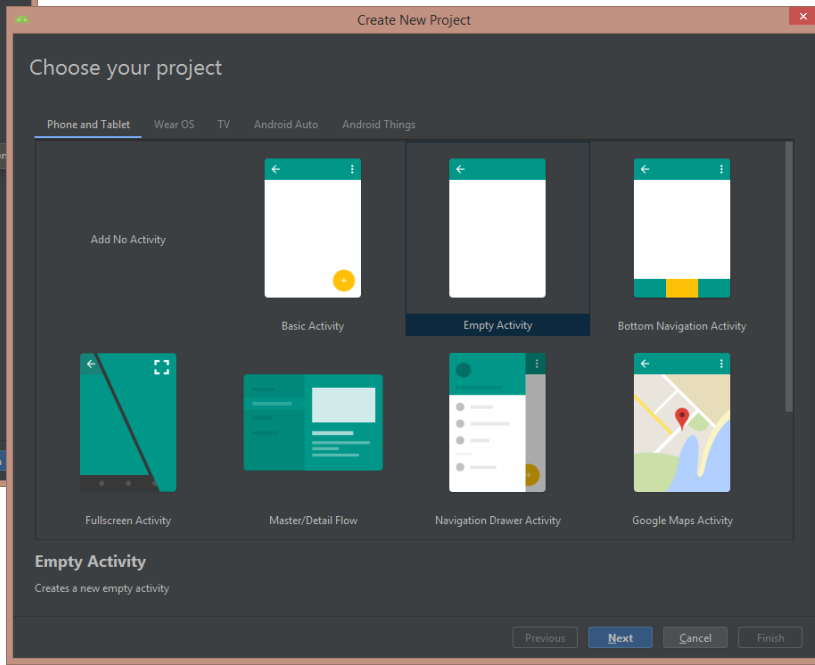 Create New Project
Choose your project
Phone and Tablet Wear OS TV Android Auto Android Things
Add No Activity
Basic Activity Empty Activity Bottom Navigation Activity
Fullscreen Activity Master/Detail Flow Navigation Drawer Activity Google Maps Activity
Empty Activity
Creates a new empty activity
Previous Next Cancel Finish